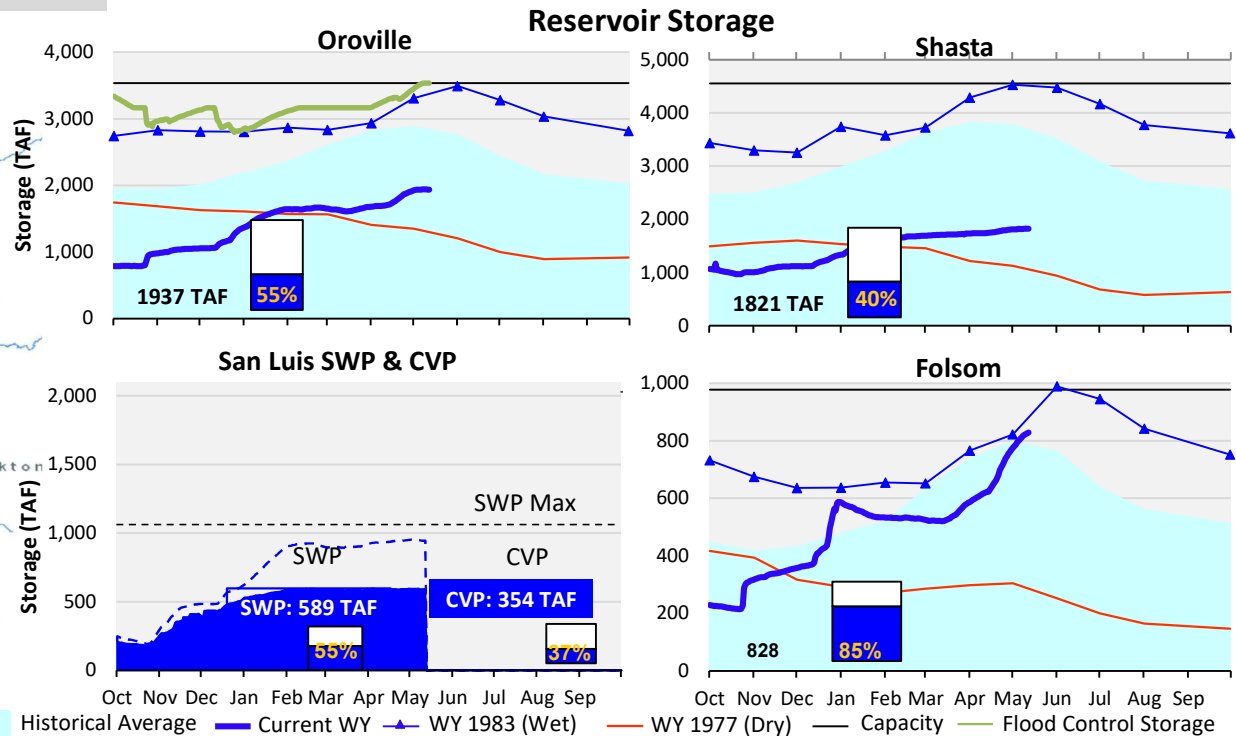 Reservoir Storage
Oroville
Storage (TAF)
4,000
3,000
2,000
1,000
0
1937 TAF
55%
Shasta
5,000
4,000
3,000
2,000
1,000
0
1821 TAF
40%
San Luis SWP & CVP
Storage (TAF)
2,000
1,500
1,000
500
0
SWP Max
SWP
CVP
SWP: 589 TAF
CVP: 354 TAF
55%
37%
Oct Nov Dec Jan Feb Mar Apr May Jun Jul Aug Sep
Folsom
1,000
800
600
400
200
0
828
85%
Oct Nov Dec Jan Feb Mar Apr May Jun Jul Aug Sep
kton
Historical Average Current WY WY 1983 (Wet) WY 1977 (Dry) Capacity Flood Control Storage